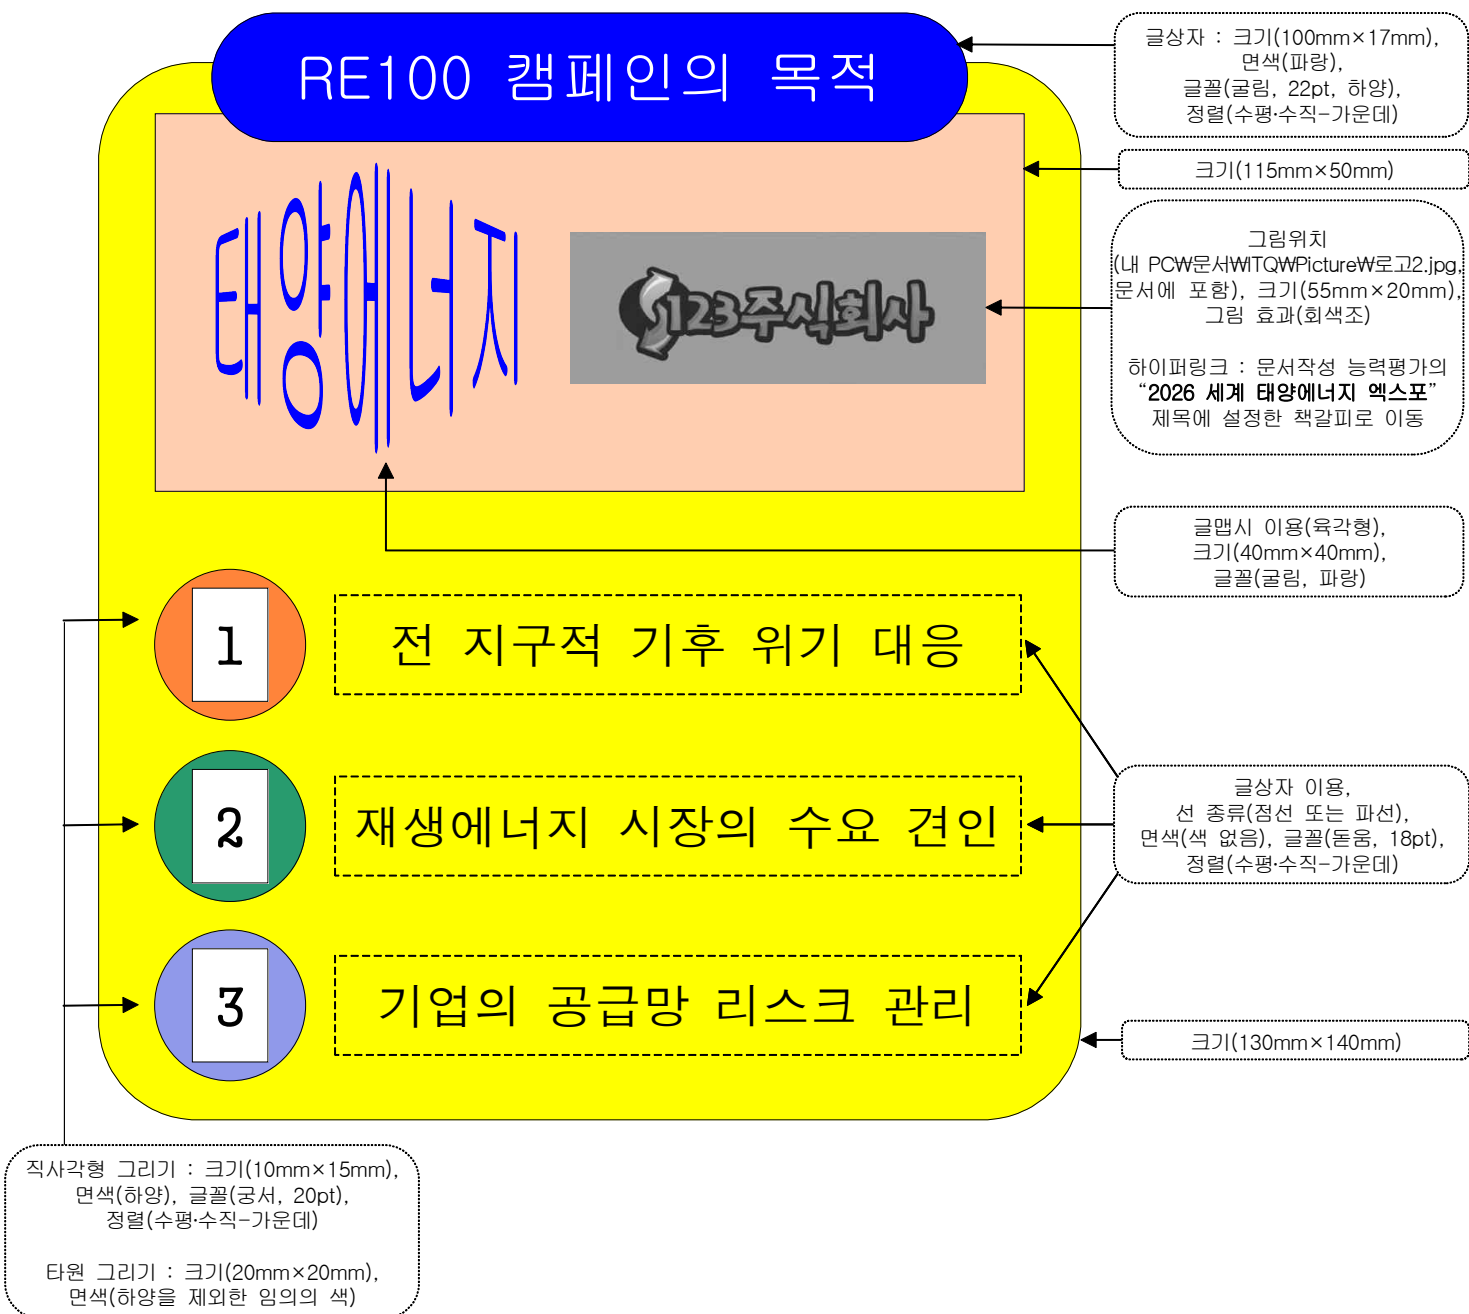 RE100 캠페인의 목적
글상자 : 크기(100mm×17mm),
면색(파랑),
글꼴(굴림, 22pt, 하양),
정렬(수평·수직-가운데)
크기(115mm×50mm)
태양에너지
123주식회사
그림위치
(내 PC₩문서₩ITQ₩Picture₩로고2.jpg,
문서에 포함), 크기(55mm×20mm),
그림 효과(회색조)
하이퍼링크 : 문서작성 능력평가의
“2026 세계 태양에너지 엑스포”
제목에 설정한 책갈피로 이동
글맵시 이용(육각형),
크기(40mm×40mm),
글꼴(굴림, 파랑)
1
전 지구적 기후 위기 대응
2
재생에너지 시장의 수요 견인
글상자 이용,
선 종류(점선 또는 파선),
면색(색 없음), 글꼴(돋움, 18pt),
정렬(수평·수직-가운데)
3
기업의 공급망 리스크 관리
크기(130mm×140mm)
직사각형 그리기 : 크기(10mm×15mm),
면색(하양), 글꼴(궁서, 20pt),
정렬(수평·수직-가운데)
타원 그리기 : 크기(20mm×20mm),
면색(하양을 제외한 임의의 색)